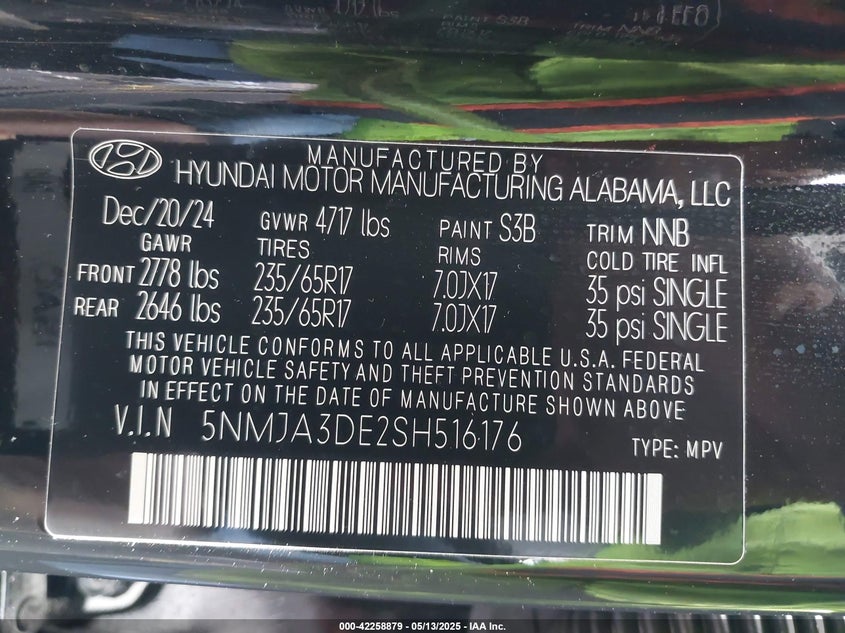 MANUFACTURED BY
HYUNDAI MOTOR MANUFACTURING ALABAMA, LLC
Dec/20/24 GVWR 4717 lbs PAINT S3B TRIM NNB
GAWR TIRES RIMS COLD TIRE INFL
FRONT 2778 lbs 235/65R17 7.0JX17 35 psi SINGLE
REAR 2646 lbs 235/65R17 7.0JX17 35 psi SINGLE
THIS VEHICLE CONFORMS TO ALL APPLICABLE U.S.A. FEDERAL
MOTOR VEHICLE SAFETY AND THEFT PREVENTION STANDARDS
IN EFFECT ON THE DATE OF MANUFACTURE SHOWN ABOVE
V.I.N 5NMJA3DE2SH516176 TYPE: MPV
000-42258879 - 05/13/2025 - IAA Inc.